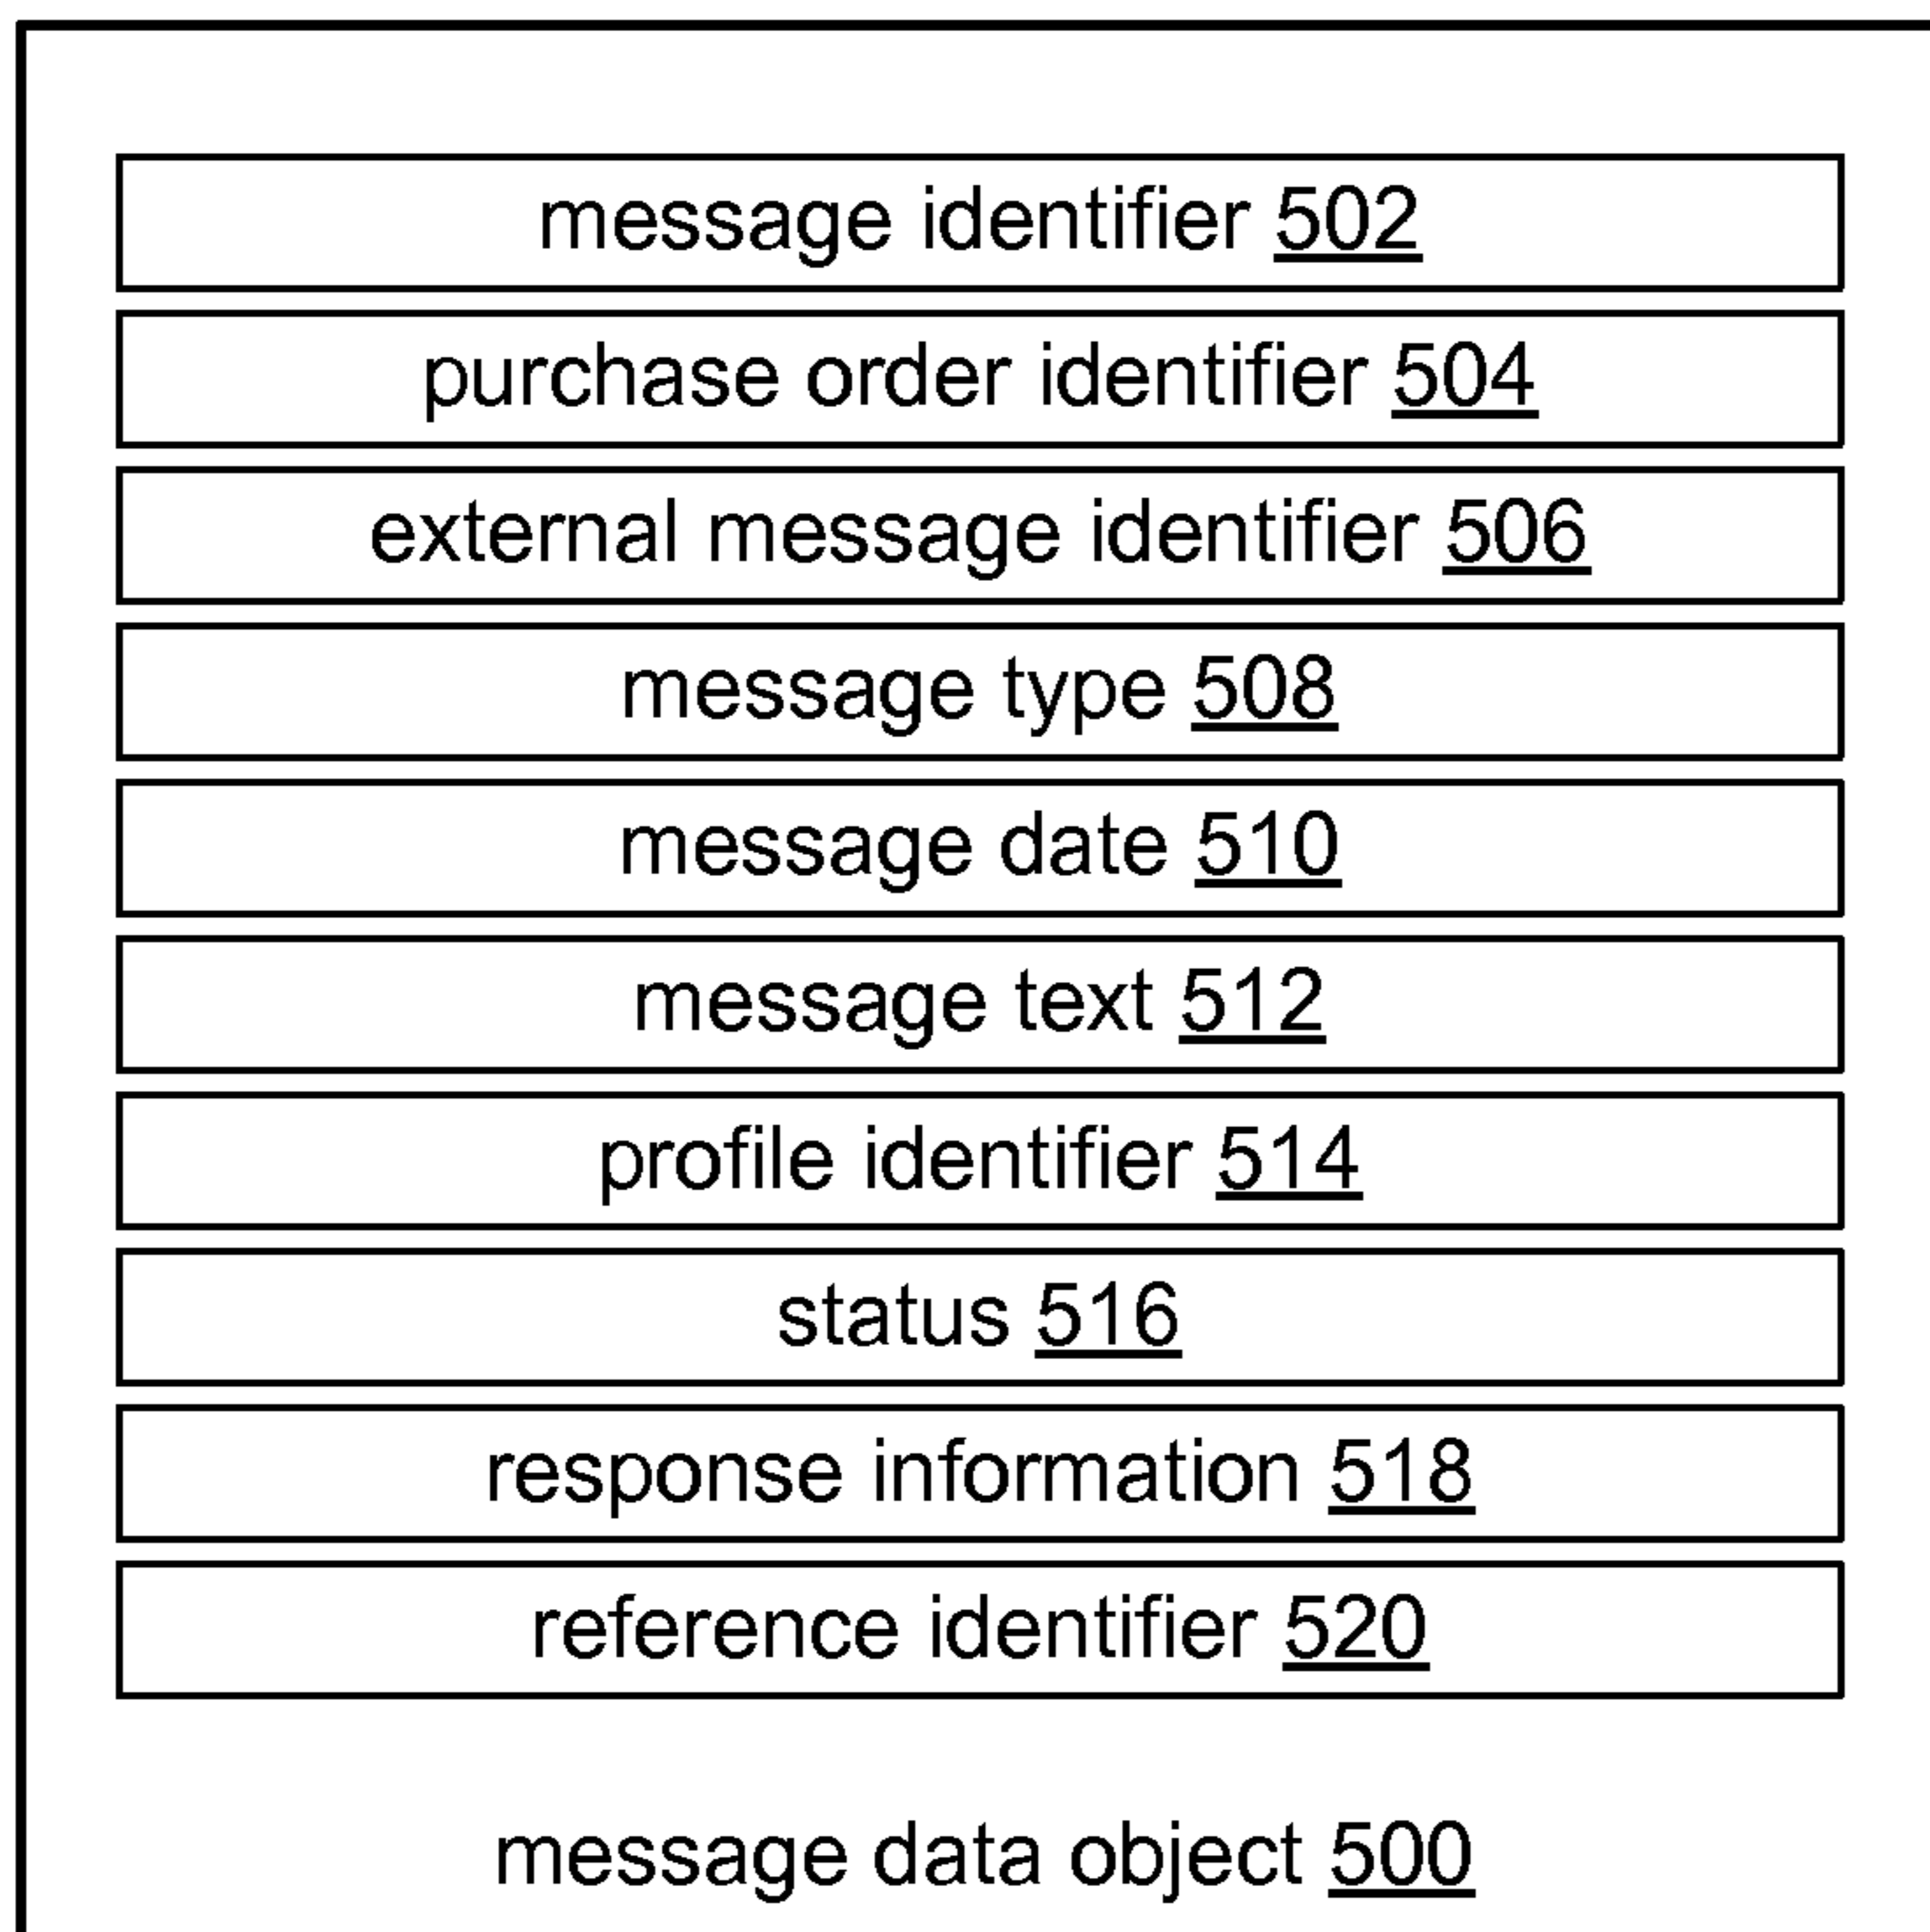 message identifier 502
purchase order identifier 504
external message identifier 506
message type 508
message date 510
message text 512
profile identifier 514
status 516
response information 518
reference identifier 520
message data object 500